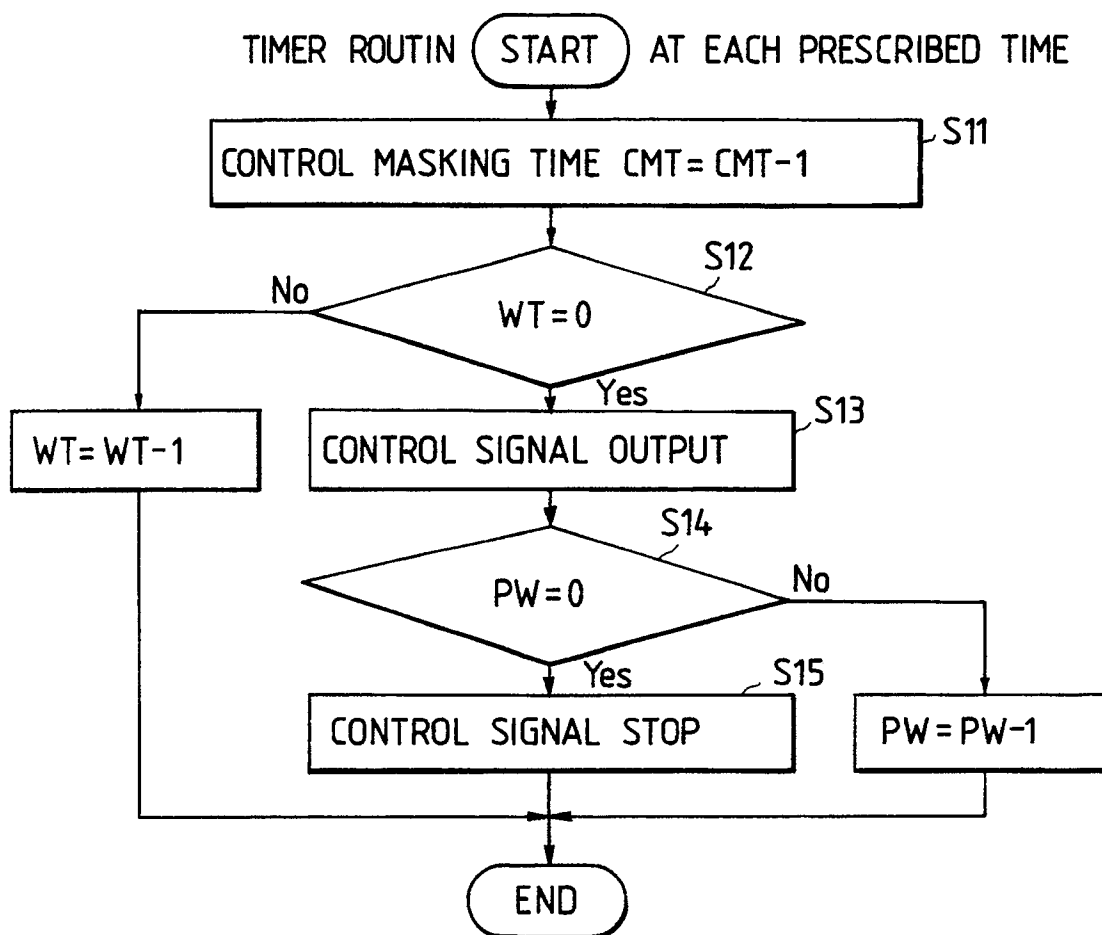 TIMER ROUTIN START AT EACH PRESCRIBED TIME
S11
CONTROL MASKING TIME CMT=CMT-1
S12
No
WT=0
Yes
S13
WT=WT-1
CONTROL SIGNAL OUTPUT
S14
No
PW=0
Yes
S15
CONTROL SIGNAL STOP
PW=PW-1
END